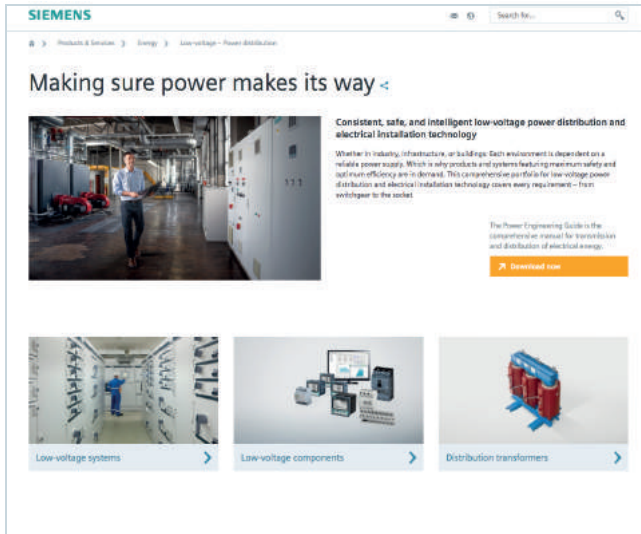 SIEMENS
Search for...
Products & Services
Energy
Low-voltage – Power distribution
Making sure power makes its way
Consistent, safe, and intelligent low-voltage power distribution and
electrical installation technology
Whether in industry, infrastructure, or buildings: Each environment is dependent on a
reliable power supply. Which is why products and systems featuring maximum safety and
optimum efficiency are in demand. This comprehensive portfolio for low-voltage power
distribution and electrical installation technology covers every requirement – from
switchgear to the socket
The Power Engineering Guide is the
comprehensive manual for transmission
and distribution of electrical energy.
Download now
Low-voltage systems
Low-voltage components
Distribution transformers